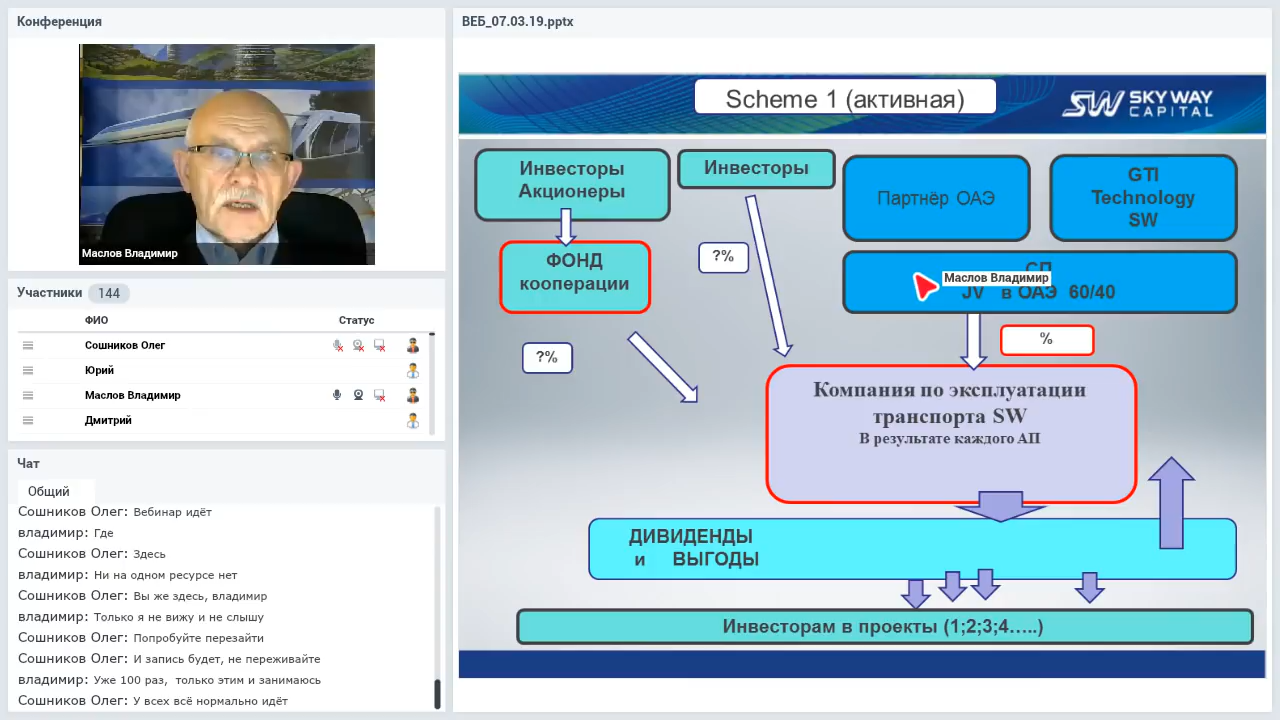 Конференция
Маслов Владимир
Участники 144
ФИО Статус
Сошников Олег
Юрий
Маслов Владимир
Дмитрий
Чат
Общий
Сошников Олег: Вебинар идёт
владимир: Где
Сошников Олег: Здесь
владимир: Ни на одном ресурсе нет
Сошников Олег: Вы же здесь, владимир
владимир: Только я не вижу и не слышу
Сошников Олег: Попробуйте перезайти
Сошников Олег: И запись будет, не переживайте
владимир: Уже 100 раз, только этим и занимаюсь
Сошников Олег: У всех всё нормально идёт
ВЕБ_07.03.19.pptx
Scheme 1 (активная)
SW SKY WAY
CAPITAL
Инвесторы
Акционеры
Инвесторы
Партнёр ОАЭ
GTI
Technology
SW
ФОНД
кооперации
?%
СП
Маслов Владимир
JV в ОАЭ 60/40
%
?%
Компания по эксплуатации
транспорта SW
В результате каждого АП
ДИВИДЕНДЫ
и ВЫГОДЫ
Инвесторам в проекты (1;2;3;4.....)